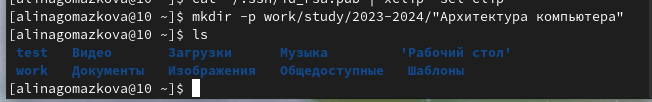 [alinagomazkova@10 ~]$ cat ~/.ssh/id_rsa.pub | xclip -sel clip
[alinagomazkova@10 ~]$ mkdir -p work/study/2023-2024/"Архитектура компьютера"
[alinagomazkova@10 ~]$ ls
test Видео Загрузки Музыка 'Рабочий стол'
work Документы Изображения Общедоступные Шаблоны
[alinagomazkova@10 ~]$